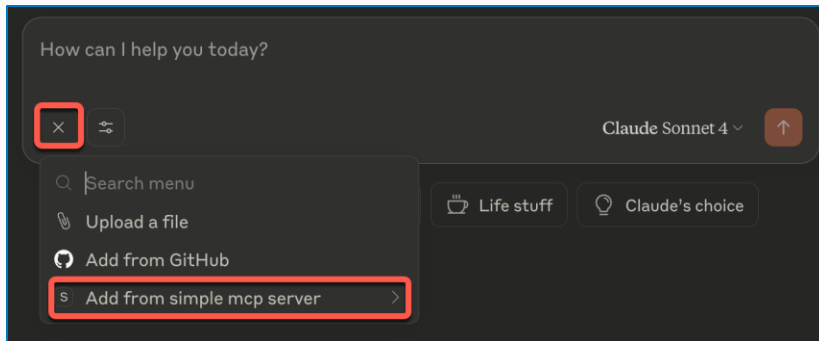 How can I help you today?
Claude Sonnet 4
Search menu
Upload a file
Life stuff
Claude's choice
Add from GitHub
S Add from simple mcp server